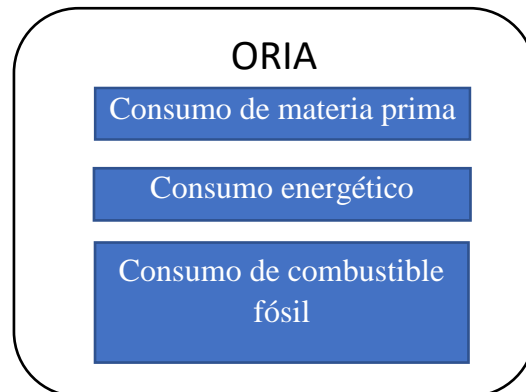 ORIA
Consumo de materia prima
Consumo energético
Consumo de combustible
fósil